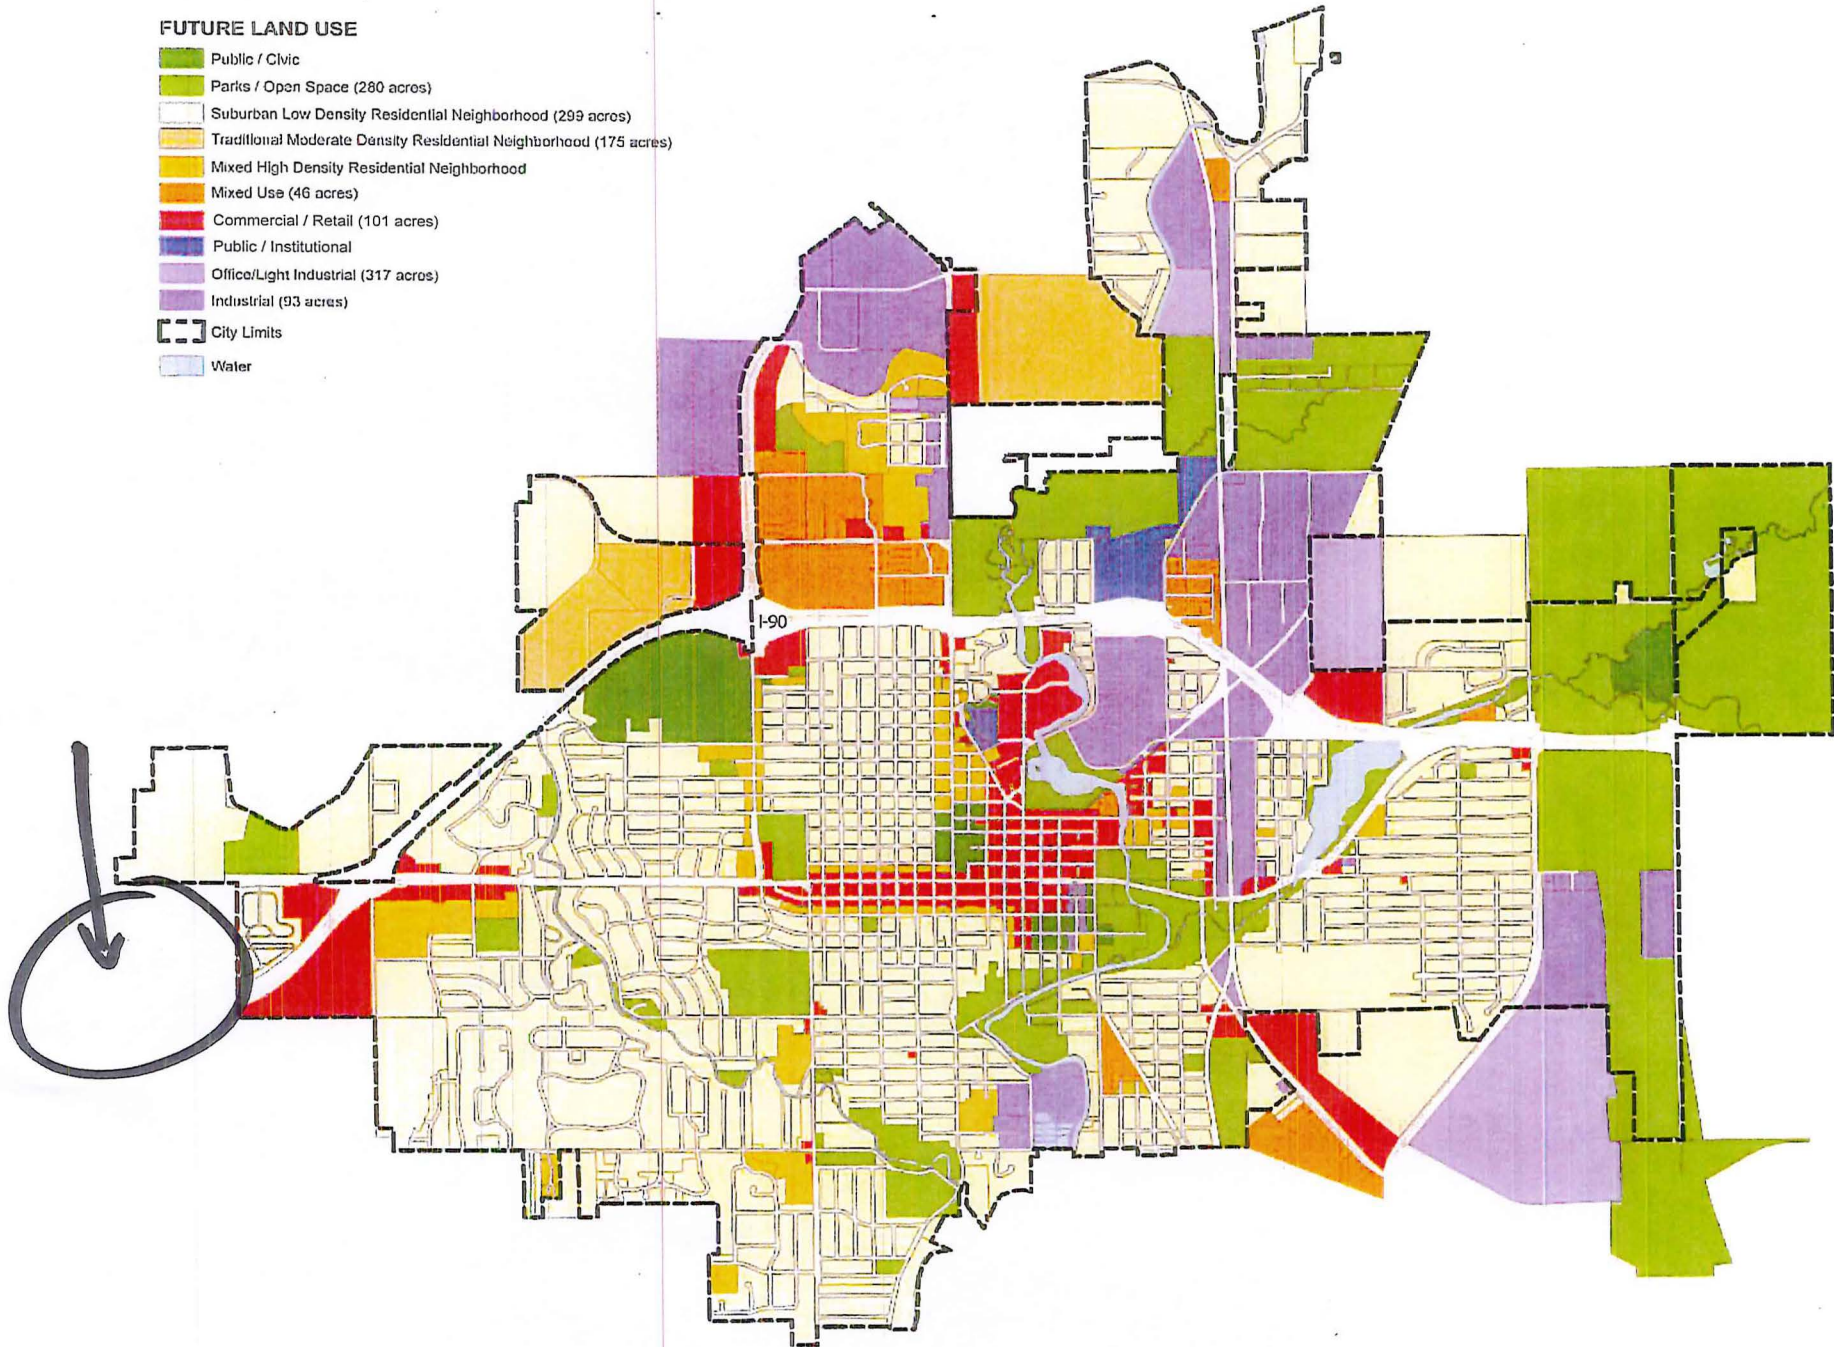 FUTURE LAND USE
Public / Civic
Parks / Open Space (280 acres)
Suburban Low Density Residential Neighborhood (299 acres)
Traditional Moderate Density Residential Neighborhood (175 acres)
Mixed High Density Residential Neighborhood
Mixed Use (46 acres)
Commercial / Retail (101 acres)
Public / Institutional
Office/Light Industrial (317 acres)
Industrial (93 acres)
City Limits
Water
I-90